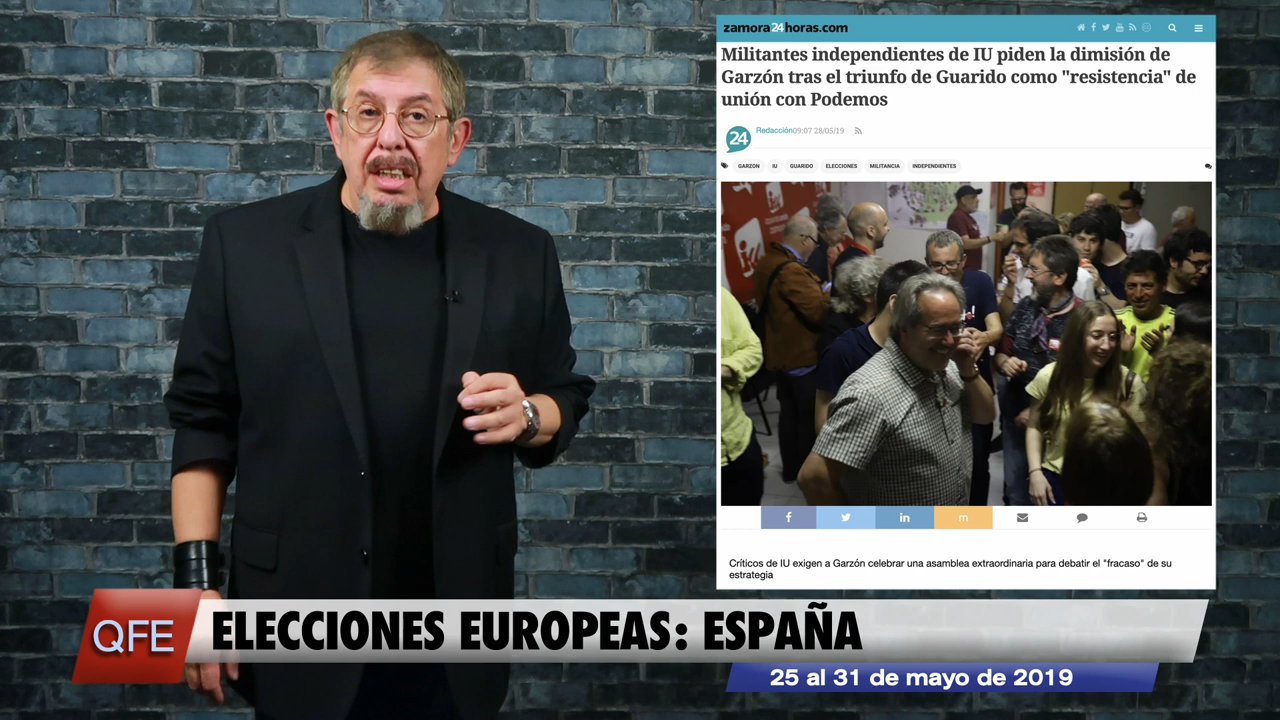 zamora24horas.com
Militantes independientes de IU piden la dimisión de
Garzón tras el triunfo de Guarido como "resistencia" de
unión con Podemos
24
Redacción09:07 28/05/19
GARZON IU GUARIDO ELECCIONES MILITANCIA INDEPENDIENTES
iu
f in m
Críticos de IU exigen a Garzón celebrar una asamblea extraordinaria para debatir el "fracaso" de su
estrategia
QFE
ELECCIONES EUROPEAS: ESPAÑA
25 al 31 de mayo de 2019